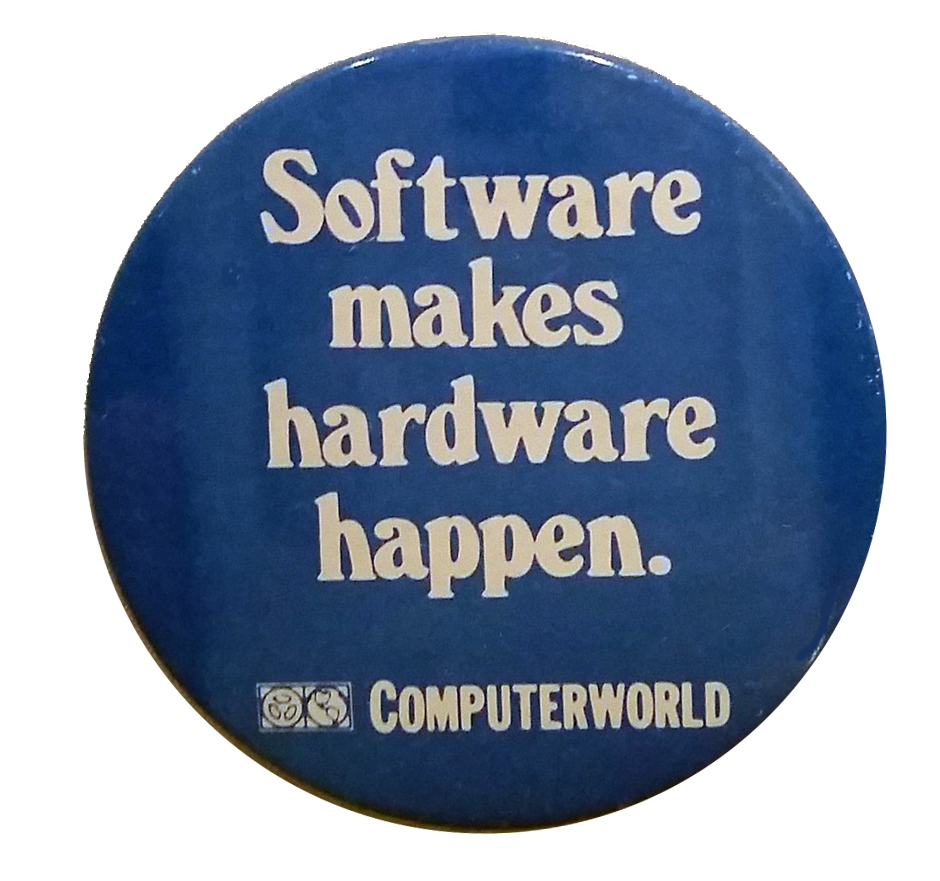 Software
makes
hardware
happen.
COMPUTERWORLD